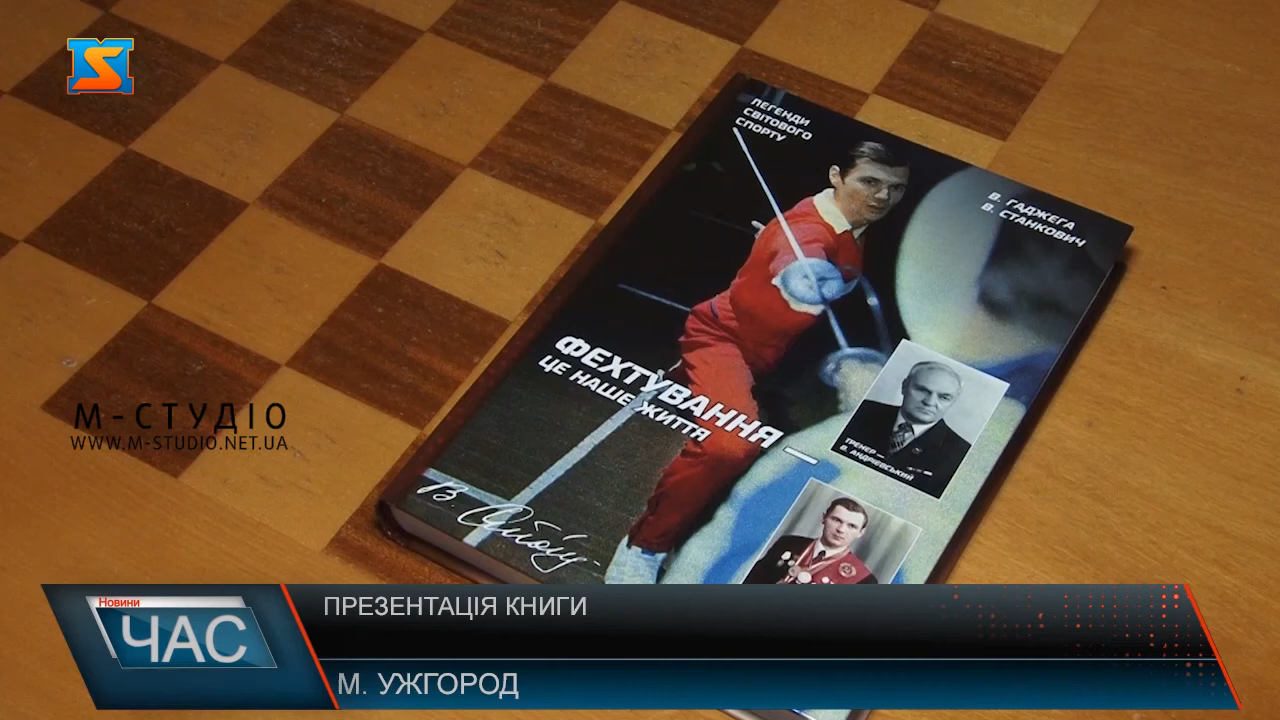 ЛЕГЕНДИ
СВІТОВОГО
СПОРТУ
В. ГАДЖЕГА
В. СТАНКОВИЧ
ФЕХТУВАННЯ –
ЦЕ НАШЕ ЖИТТЯ
ТРЕНЕР –
В. АНДРІЄВСЬКИЙ
М-СТУДІО
WWW.M-STUDIO.NET.UA
Новини
ЧАС
ПРЕЗЕНТАЦІЯ КНИГИ
М. УЖГОРОД